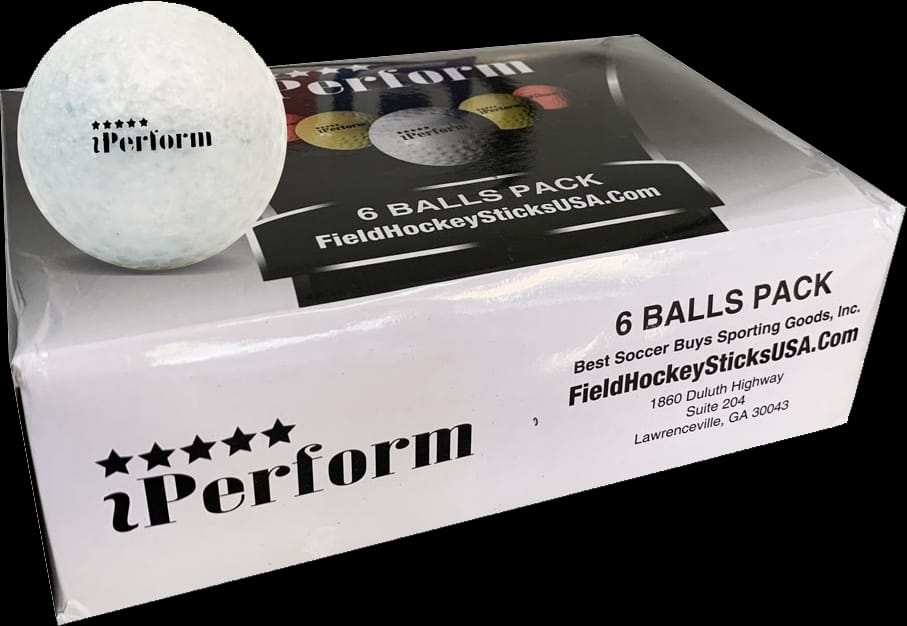 ★★★★★
iPerform
Perform
iPerform
6 BALLS PACK
FieldHockeySticksUSA.Com
6 BALLS PACK
Best Soccer Buys Sporting Goods, Inc.
FieldHockeySticksUSA.Com
1860 Duluth Highway
Suite 204
Lawrenceville, GA 30043
★★★★★
iPerform